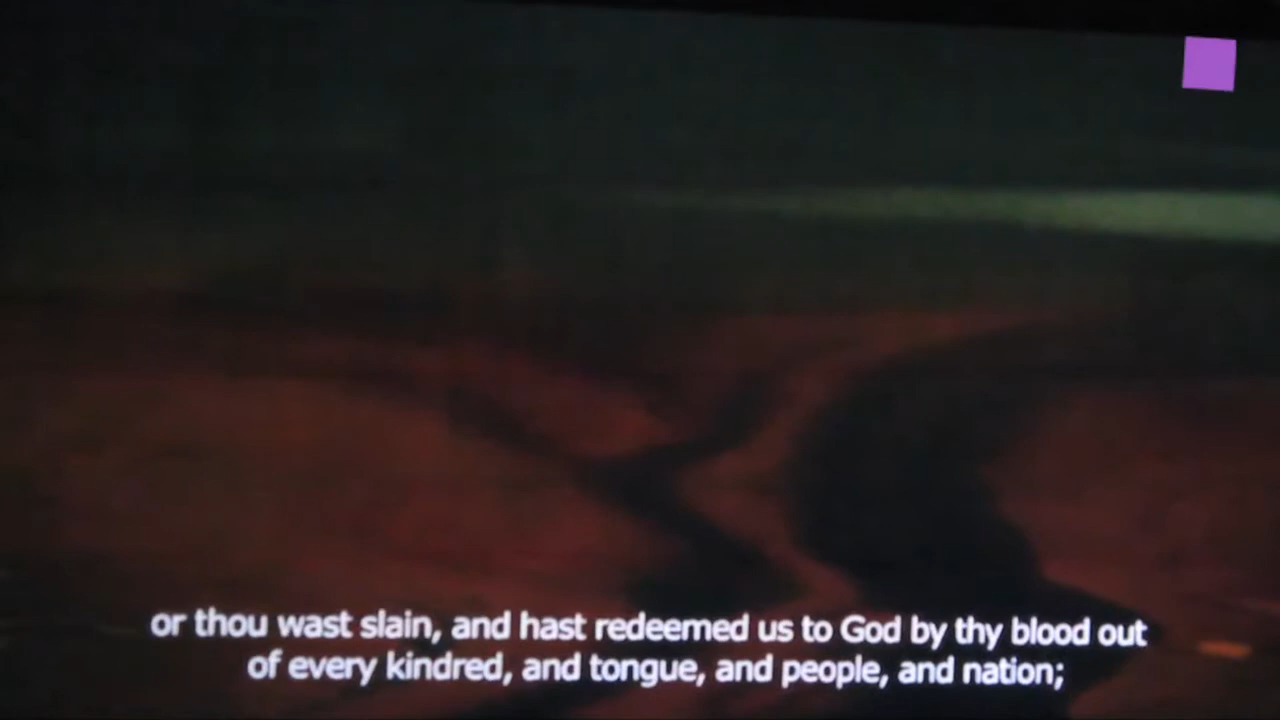 or thou wast slain, and hast redeemed us to God by thy blood out
of every kindred, and tongue, and people, and nation;